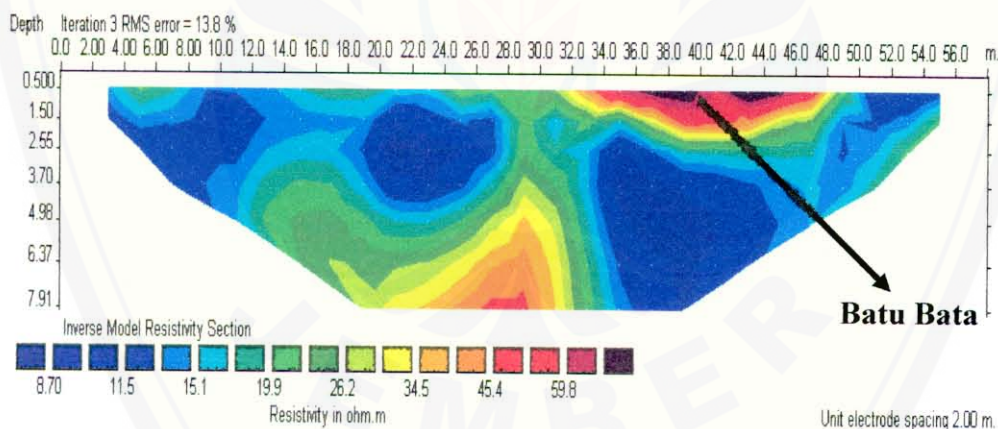 Depth Iteration 3 RMS error = 13.8 %
0.0 2.00 4.00 6.00 8.00 10.0 12.0 14.0 16.0 18.0 20.0 22.0 24.0 26.0 28.0 30.0 32.0 34.0 36.0 38.0 40.0 42.0 44.0 46.0 48.0 50.0 52.0 54.0 56.0 m.
0.500
1.50
2.55
3.70
4.98
6.37
7.91
Batu Bata
Inverse Model Resistivity Section
8.70 11.5 15.1 19.9 26.2 34.5 45.4 59.8
Resistivity in ohm.m
Unit electrode spacing 2.00 m.